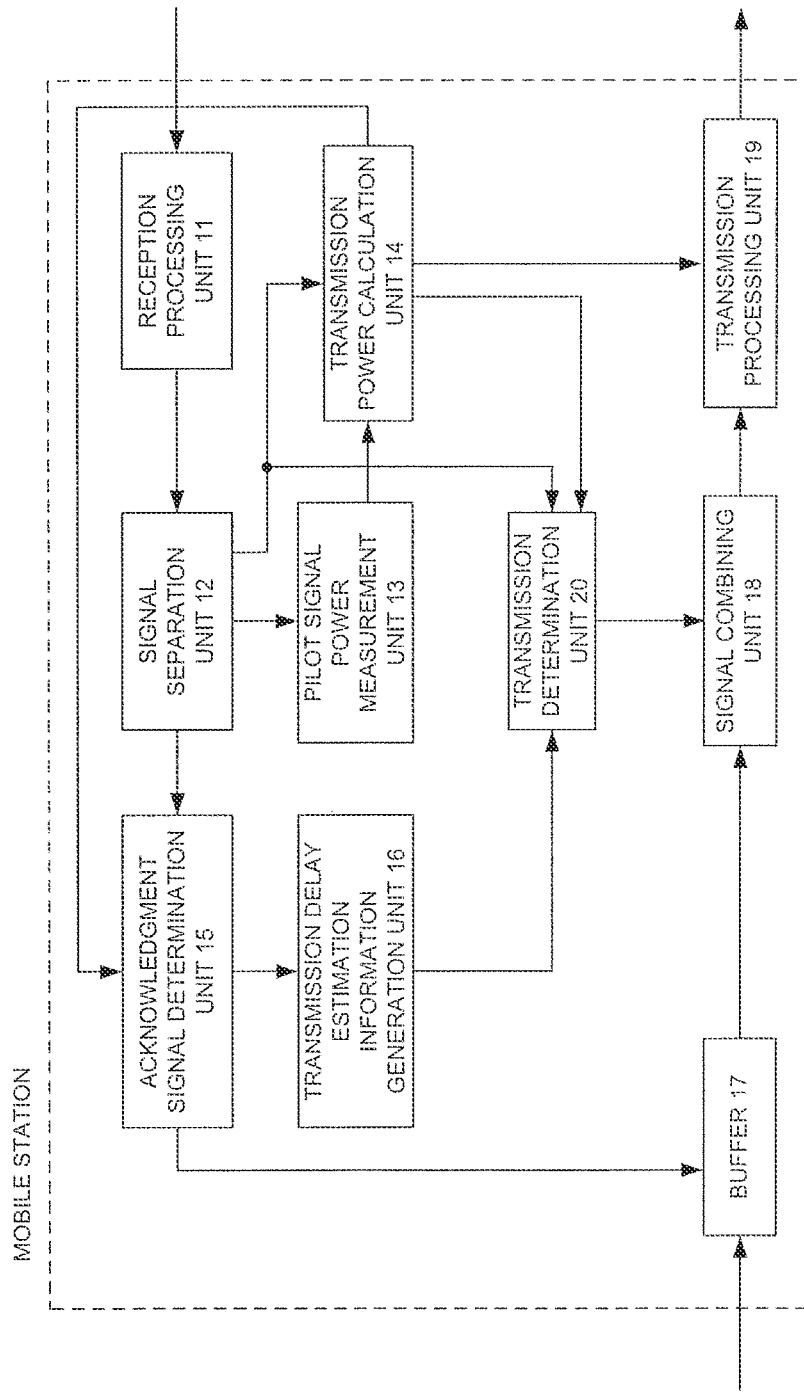 MOBILE STATION
ACKNOWLEDGMENT
SIGNAL DETERMINATION
UNIT 15
SIGNAL
SEPARATION
UNIT 12
RECEPTION
PROCESSING
UNIT 11
TRANSMISSION DELAY
ESTIMATION
INFORMATION
GENERATION UNIT 16
PILOT SIGNAL
POWER
MEASUREMENT
UNIT 13
TRANSMISSION
POWER CALCULATION
UNIT 14
TRANSMISSION
DETERMINATION
UNIT 20
BUFFER 17
SIGNAL COMBINING
UNIT 18
TRANSMISSION
PROCESSING UNIT 19